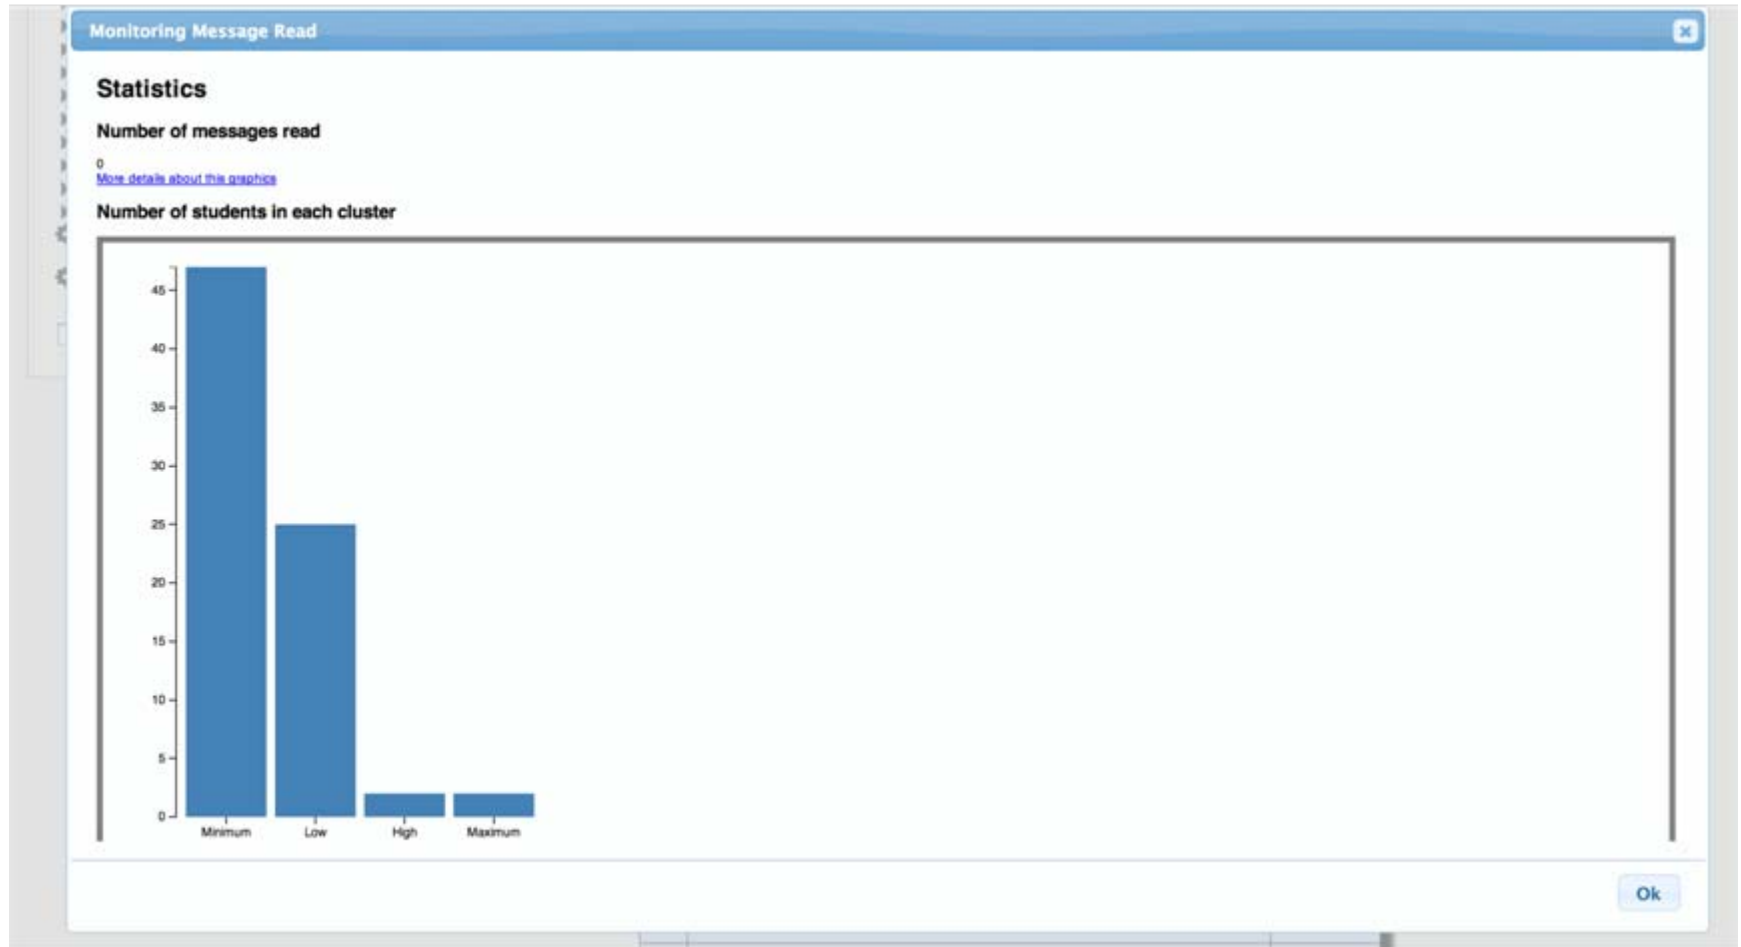 Monitoring Message Read
Statistics
Number of messages read
0
More details about this graphics
Number of students in each cluster
45
40
35
30
25
20
15
10
5
0
Minimum Low High Maximum
Ok